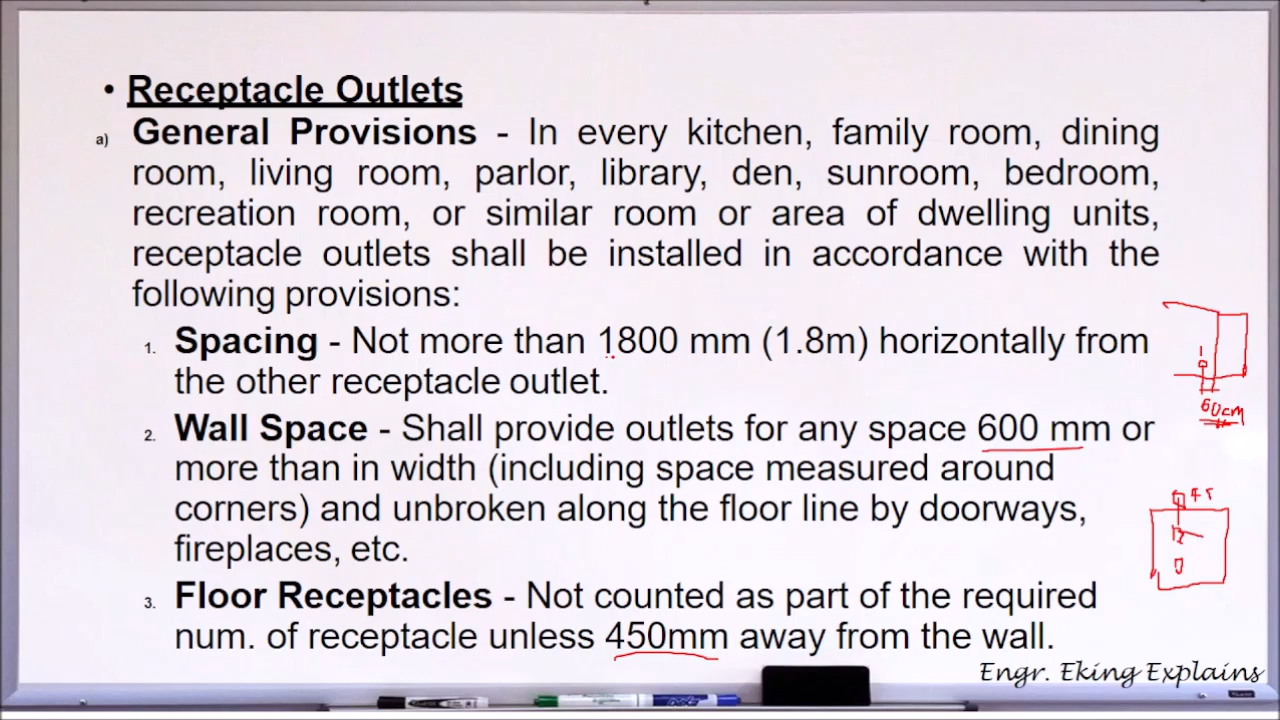 • Receptacle Outlets
a) General Provisions - In every kitchen, family room, dining
room, living room, parlor, library, den, sunroom, bedroom,
recreation room, or similar room or area of dwelling units,
receptacle outlets shall be installed in accordance with the
following provisions:
1. Spacing - Not more than 1800 mm (1.8m) horizontally from
the other receptacle outlet.
2. Wall Space - Shall provide outlets for any space 600 mm or
more than in width (including space measured around
corners) and unbroken along the floor line by doorways,
fireplaces, etc.
3. Floor Receptacles - Not counted as part of the required
num. of receptacle unless 450mm away from the wall.
60cm
Engr. Eking Explains